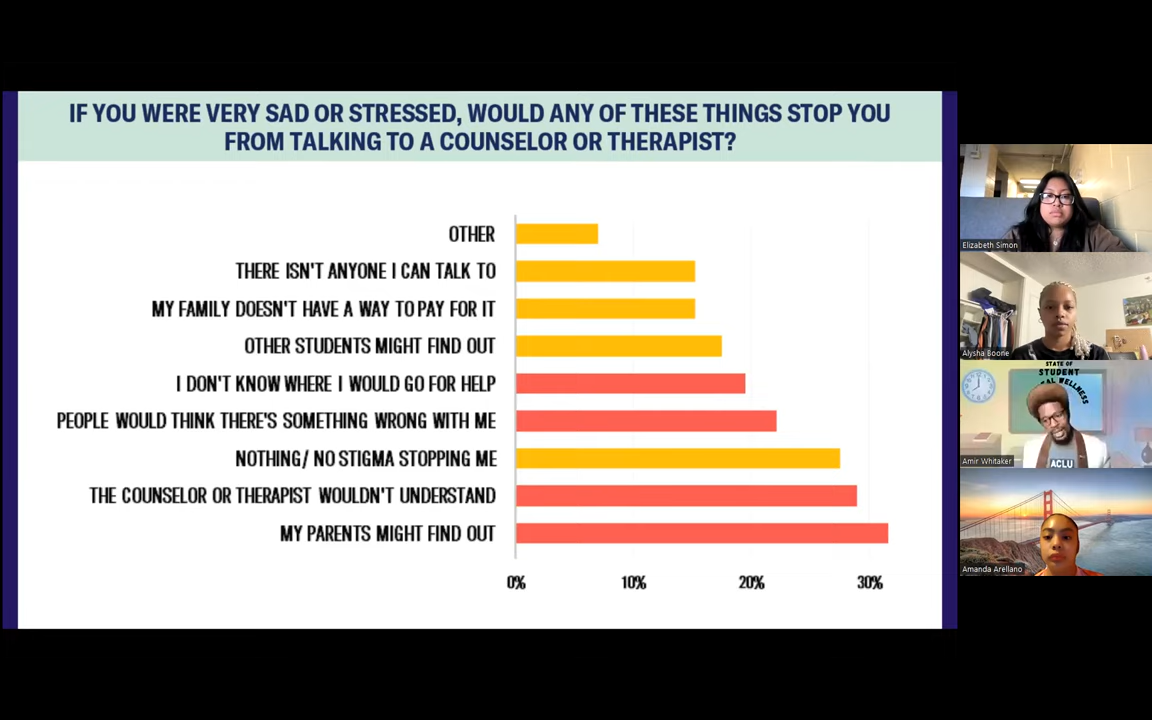 IF YOU WERE VERY SAD OR STRESSED, WOULD ANY OF THESE THINGS STOP YOU
FROM TALKING TO A COUNSELOR OR THERAPIST?
OTHER
THERE ISN'T ANYONE I CAN TALK TO
MY FAMILY DOESN'T HAVE A WAY TO PAY FOR IT
OTHER STUDENTS MIGHT FIND OUT
I DON'T KNOW WHERE I WOULD GO FOR HELP
PEOPLE WOULD THINK THERE'S SOMETHING WRONG WITH ME
NOTHING/ NO STIGMA STOPPING ME
THE COUNSELOR OR THERAPIST WOULDN'T UNDERSTAND
MY PARENTS MIGHT FIND OUT
0% 10% 20% 30%
Elizabeth Simon
Alysha Boone
STATE OF
STUDENT
WELLNESS
ACLU
Amir Whitaker
Amanda Arellano